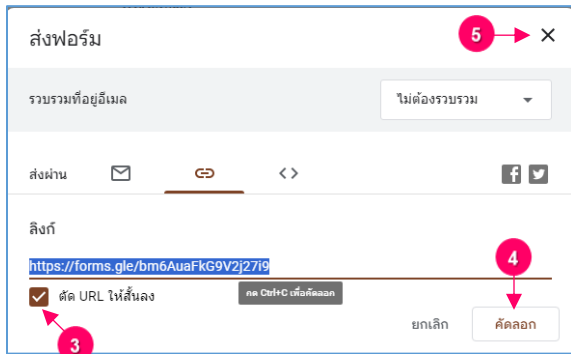 ส่งฟอร์ม
5
รวบรวมที่อยู่อีเมล
ไม่ต้องรวบรวม
ส่งผ่าน
ลิงก์
https://forms.gle/bm6AuaFkG9V2j27i9
4
ตัด URL ให้สั้นลง
กด Ctrl+C เพื่อคัดลอก
3
ยกเลิก
คัดลอก